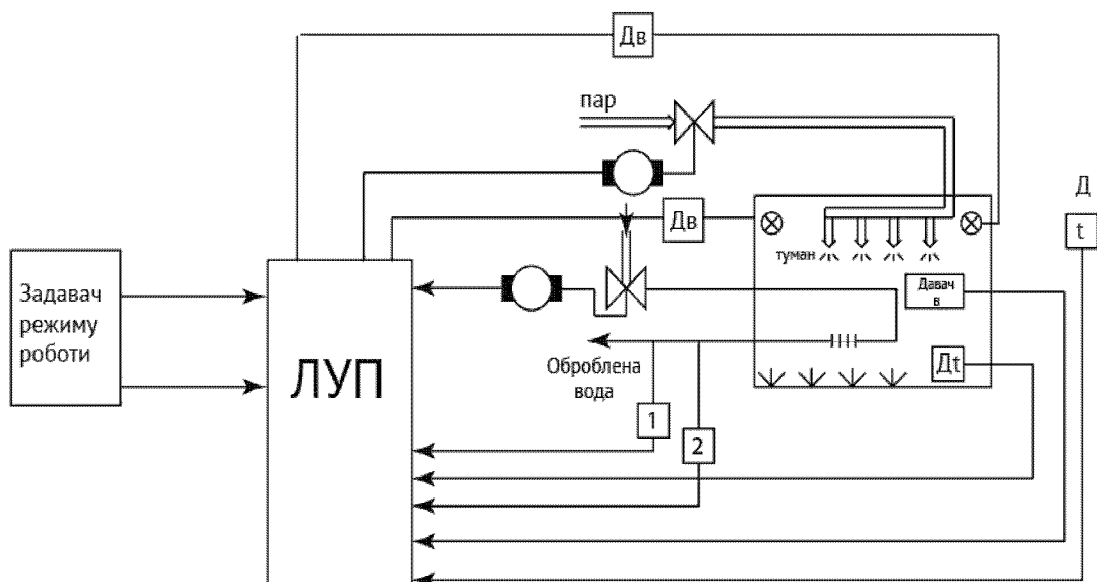 Дв
пар
Дв
Д
t
туман
Задавач
режиму
роботи
ЛУП
Давач
в
Оброблена
вода
Дt
1
2